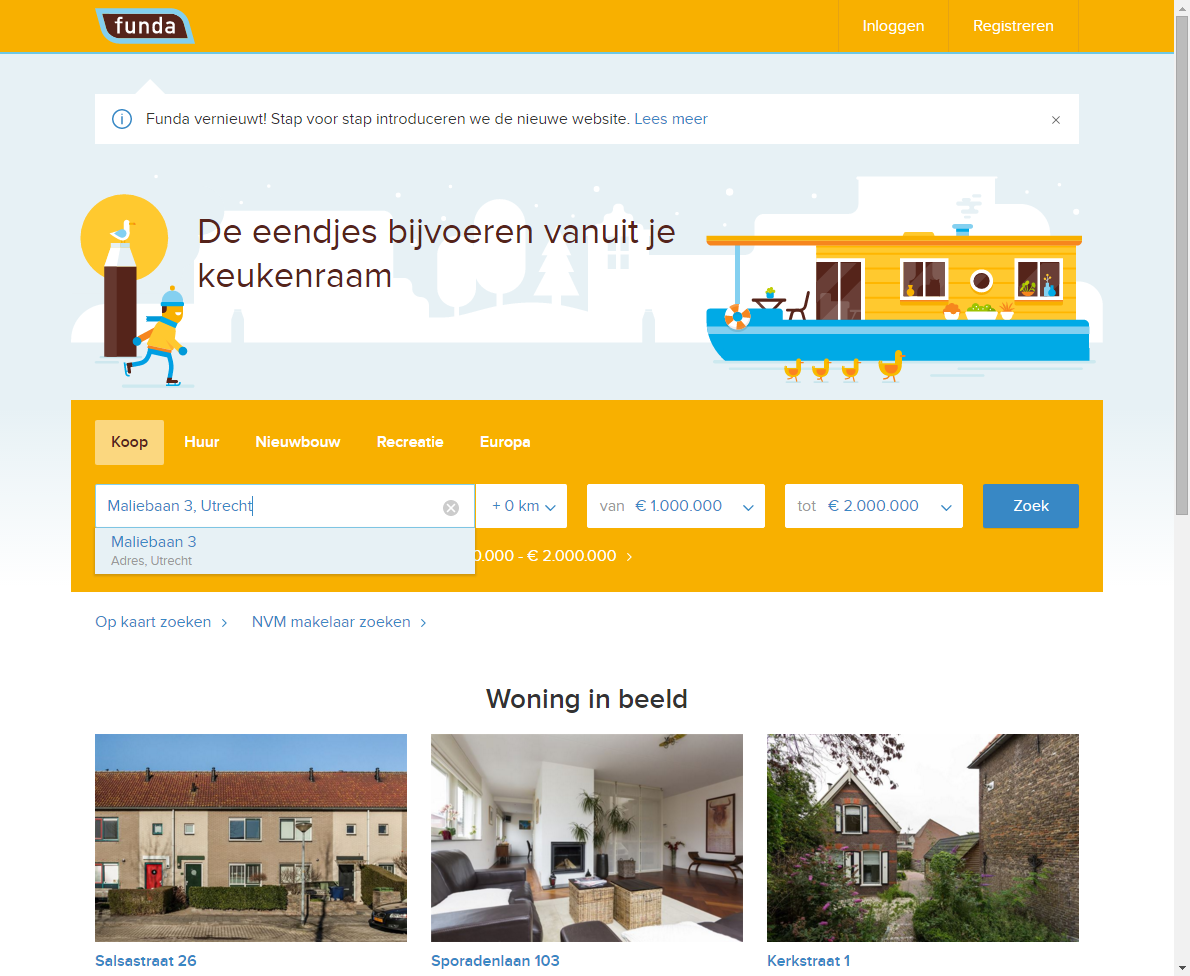 funda
Inloggen
Registreren
Funda vernieuwt! Stap voor stap introduceren we de nieuwe website. Lees meer
De eendjes bijvoeren vanuit je
keukenraam
Koop
Huur
Nieuwbouw
Recreatie
Europa
Maliebaan 3, Utrecht
+ 0 km
van € 1.000.000
tot € 2.000.000
Zoek
Maliebaan 3
Adres, Utrecht
0.000 - € 2.000.000
Op kaart zoeken
NVM makelaar zoeken
Woning in beeld
Salsastraat 26
Sporadenlaan 103
Kerkstraat 1